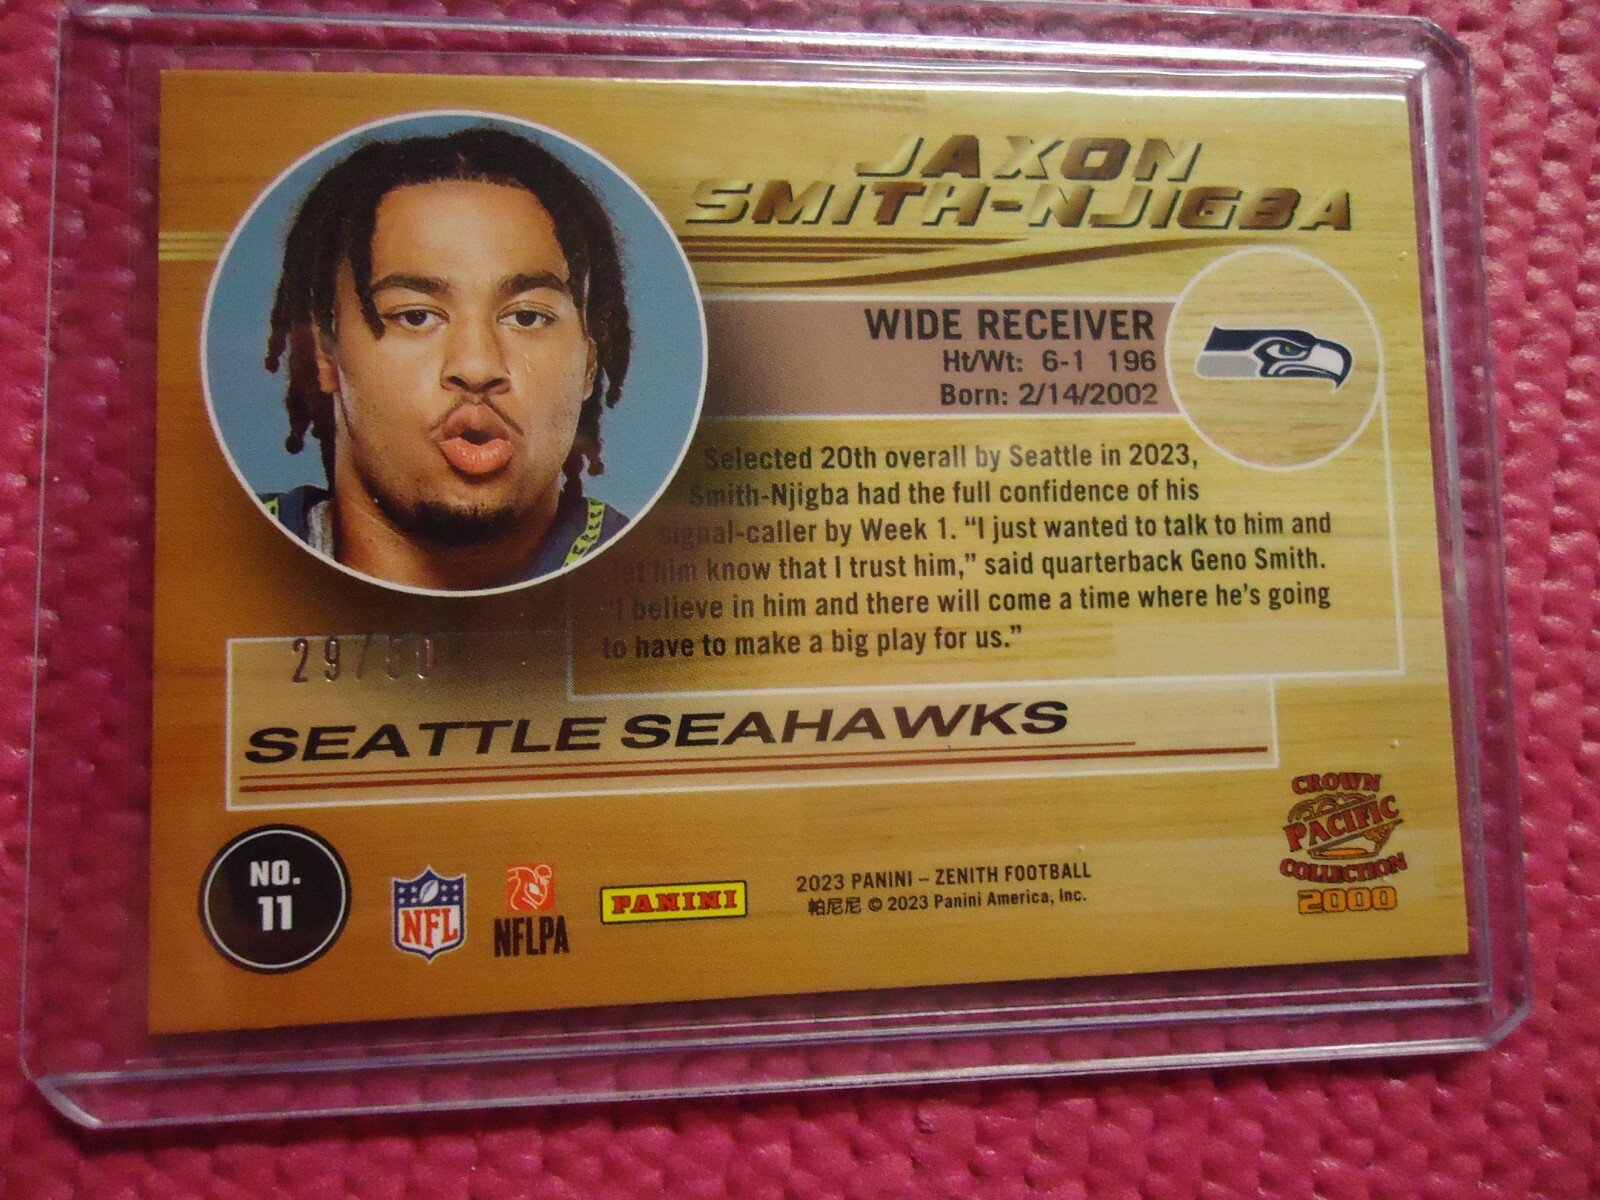 JAXON
SMITH-NJIGBA
WIDE RECEIVER
Ht/Wt: 6-1 196
Born: 2/14/2002
Selected 20th overall by Seattle in 2023,
Smith-Njigba had the full confidence of his
signal-caller by Week 1. “I just wanted to talk to him and
let him know that I trust him,” said quarterback Geno Smith.
“I believe in him and there will come a time where he’s going
to have to make a big play for us.”
29/50
SEATTLE SEAHAWKS
NO.
11
NFL
NFLPA
PANINI
2023 PANINI – ZENITH FOOTBALL
帕尼尼 © 2023 Panini America, Inc.
CROWN
PACIFIC
COLLECTION
2000